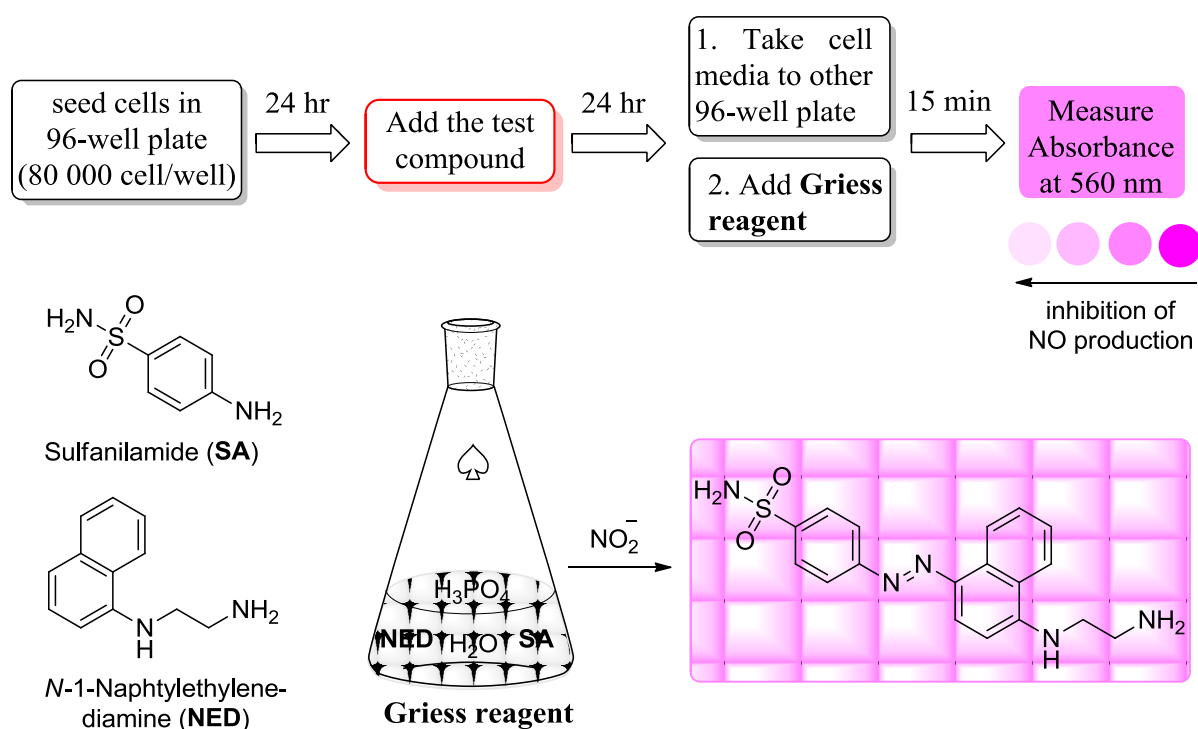 seed cells in
96-well plate
(80 000 cell/well)
24 hr
Add the test
compound
24 hr
1. Take cell
media to other
96-well plate
2. Add Griess
reagent
15 min
Measure
Absorbance
at 560 nm
inhibition of
NO production
H₂N
O
S
O
NH₂
Sulfanilamide (SA)
N
H
NH₂
N-1-Naphtylethylene-
diamine (NED)
H₃PO₄
NED H₂O SA
Griess reagent
NO₂⁻
H₂N
O
S
O
N
N
N
H
NH₂